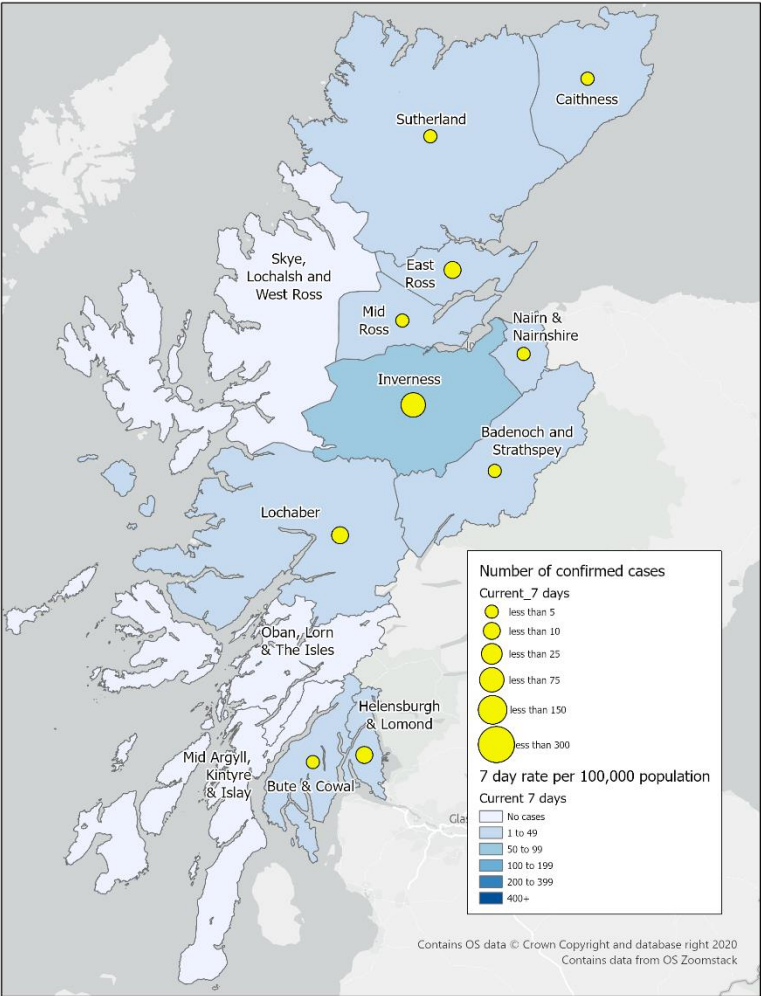 Caithness
Sutherland
Skye,
Lochalsh and
West Ross
East
Ross
Mid
Ross
Nairn &
Nairnshire
Inverness
Badenoch and
Strathspey
Lochaber
Oban, Lorn
& The Isles
Helensburgh
& Lomond
Mid Argyll,
Kintyre
& Islay
Bute & Cowal
Glas
Number of confirmed cases
Current_7 days
less than 5
less than 10
less than 25
less than 75
less than 150
less than 300
7 day rate per 100,000 population
Current 7 days
No cases
1 to 49
50 to 99
100 to 199
200 to 399
400+
Contains OS data © Crown Copyright and database right 2020
Contains data from OS Zoomstack